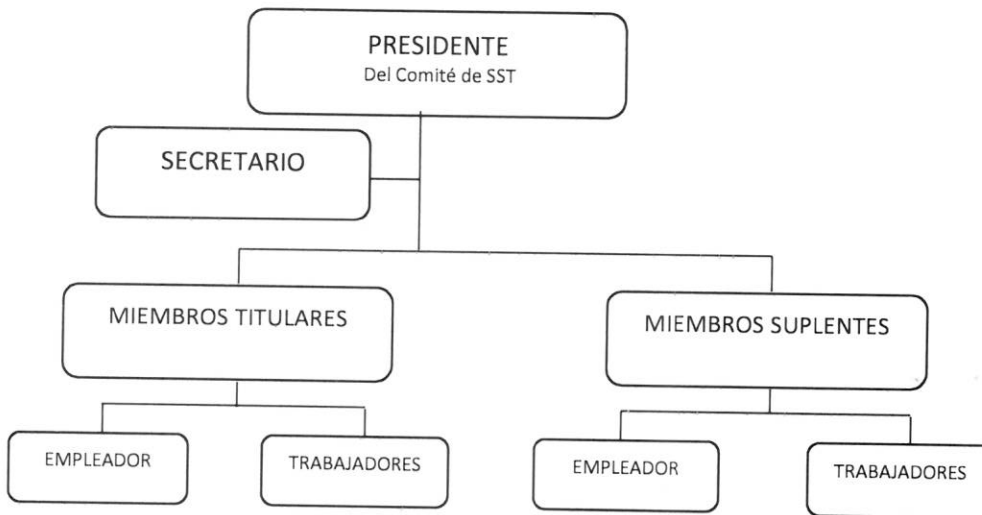 PRESIDENTE
Del Comité de SST
SECRETARIO
MIEMBROS TITULARES
MIEMBROS SUPLENTES
EMPLEADOR
TRABAJADORES
EMPLEADOR
TRABAJADORES